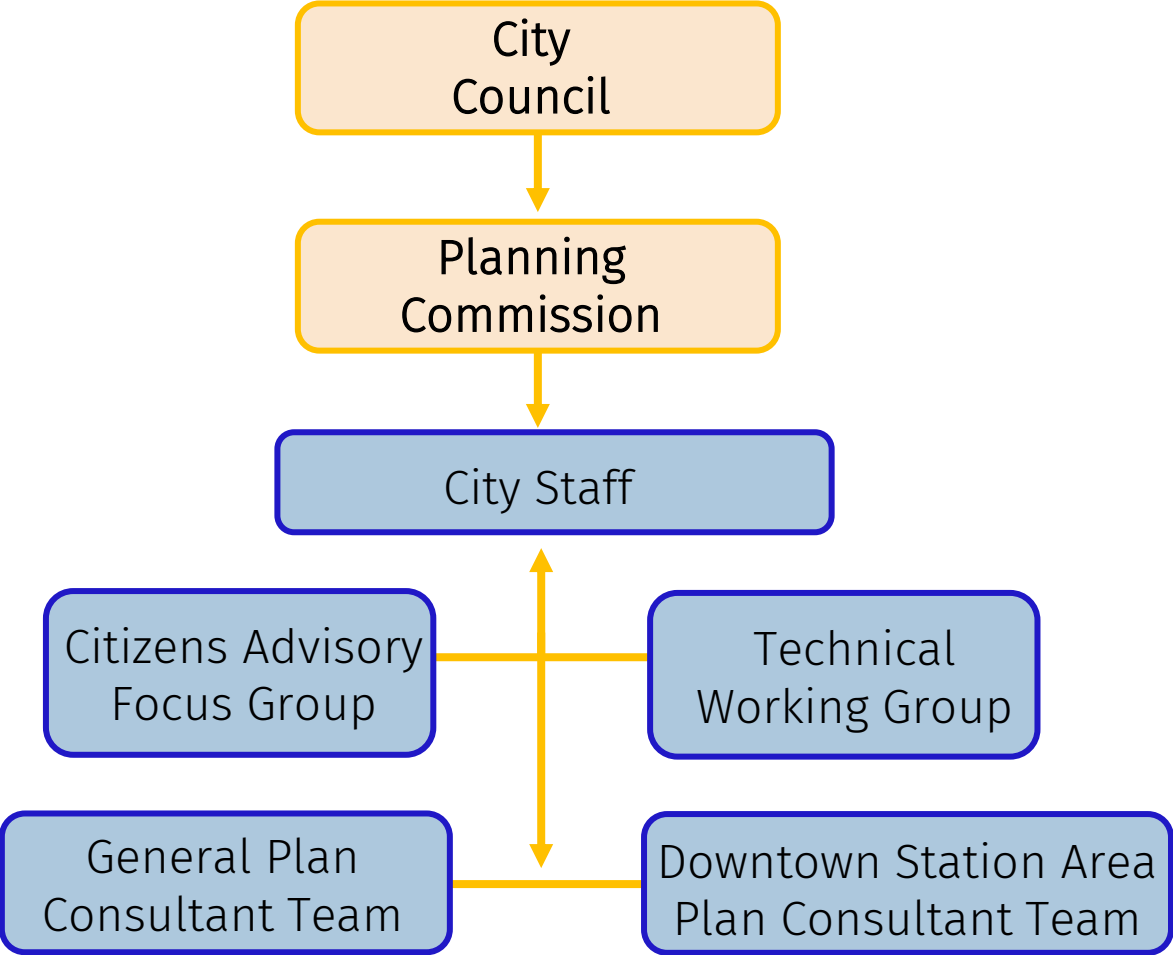 City
Council
Planning
Commission
City Staff
Citizens Advisory
Focus Group
Technical
Working Group
General Plan
Consultant Team
Downtown Station Area
Plan Consultant Team